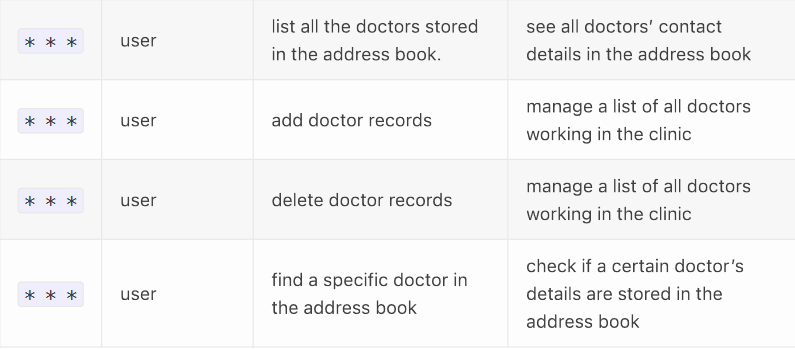 * * * user list all the doctors stored see all doctors’ contact
in the address book. details in the address book
* * * user add doctor records manage a list of all doctors
working in the clinic
* * * user delete doctor records manage a list of all doctors
working in the clinic
* * * user find a specific doctor in check if a certain doctor’s
the address book details are stored in the
address book